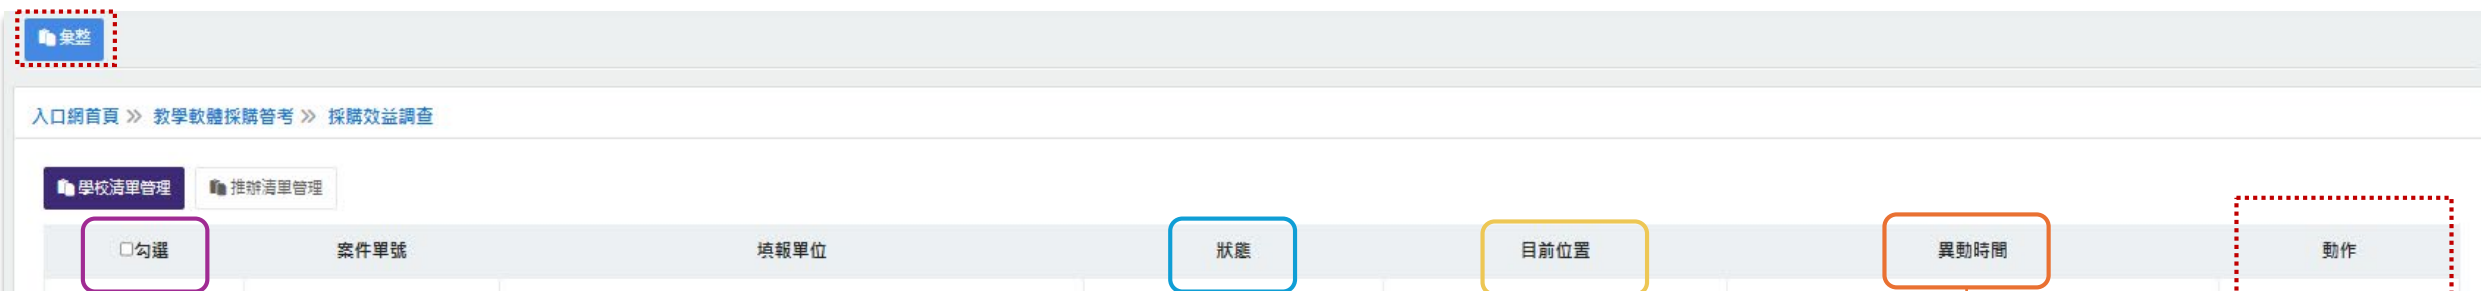 彙整
入口網首頁 >> 教學軟體採購管考 >> 採購效益調查
學校清單管理 推辦清單管理
勾選 案件單號 填報單位 狀態 目前位置 異動時間 動作